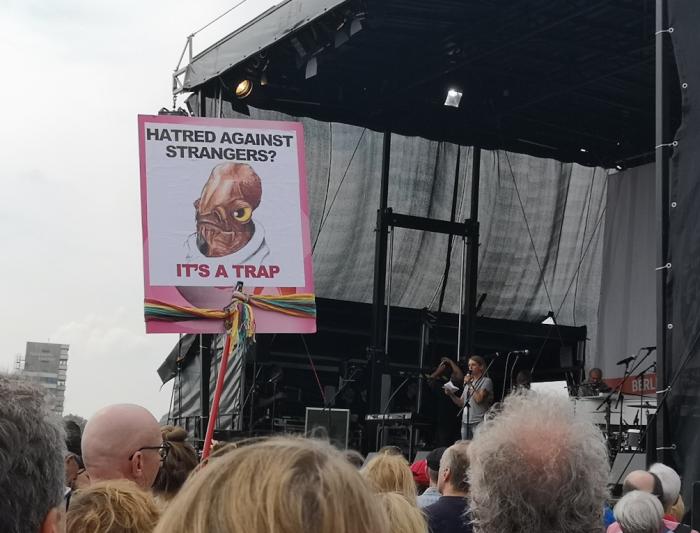 HATRED AGAINST
STRANGERS?
IT'S A TRAP
BERL